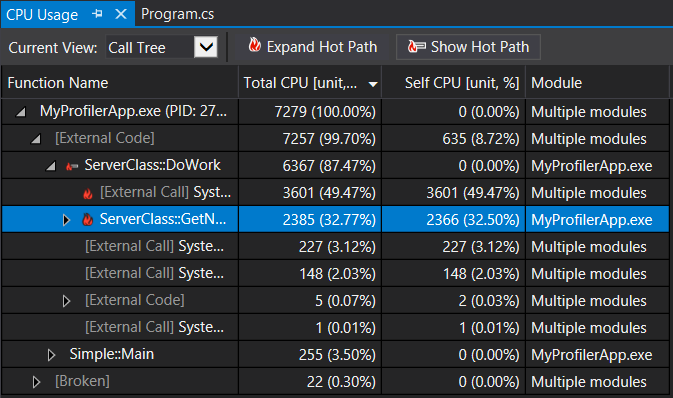 CPU Usage Program.cs
Current View: Call Tree Expand Hot Path Show Hot Path
Function Name Total CPU [unit,... Self CPU [unit, %] Module
MyProfilerApp.exe (PID: 27... 7279 (100.00%) 0 (0.00%) Multiple modules
[External Code] 7257 (99.70%) 635 (8.72%) Multiple modules
ServerClass::DoWork 6367 (87.47%) 0 (0.00%) MyProfilerApp.exe
[External Call] Syst... 3601 (49.47%) 3601 (49.47%) Multiple modules
ServerClass::GetN... 2385 (32.77%) 2366 (32.50%) MyProfilerApp.exe
[External Call] Syste... 227 (3.12%) 227 (3.12%) Multiple modules
[External Call] Syste... 148 (2.03%) 148 (2.03%) Multiple modules
[External Code] 5 (0.07%) 2 (0.03%) Multiple modules
[External Call] Syste... 1 (0.01%) 1 (0.01%) Multiple modules
Simple::Main 255 (3.50%) 0 (0.00%) MyProfilerApp.exe
[Broken] 22 (0.30%) 0 (0.00%) Multiple modules